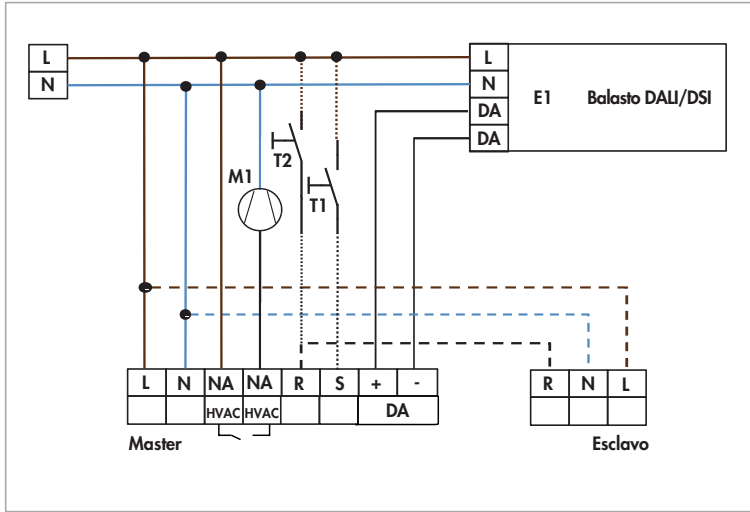 L
N
L
N
DA
DA
E1 Balasto DALI/DSI
T2
M1
T1
L N NA NA R S + -
HVAC HVAC DA
R N L
Master
Esclavo